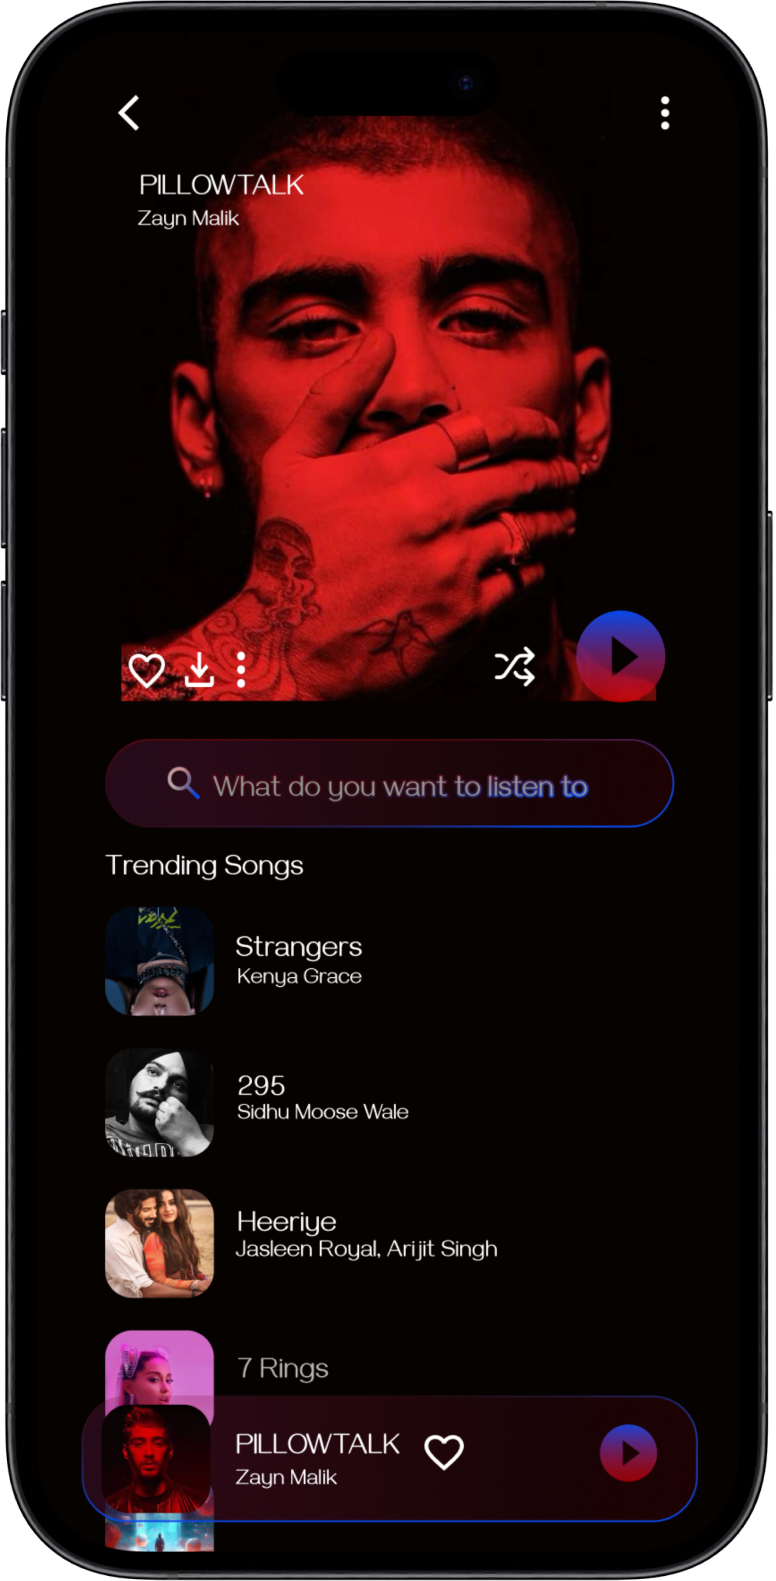 PILLOWTALK
Zayn Malik
What do you want to listen to
Trending Songs
Strangers
Kenya Grace
295
Sidhu Moose Wale
Heeriye
Jasleen Royal, Arijit Singh
7 Rings
PILLOWTALK
Zayn Malik